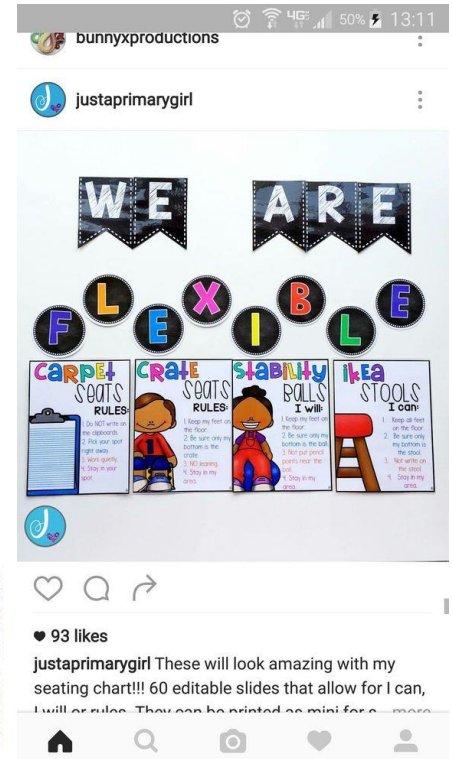 4G 50% 13:11
bunnyxproductions
justaprimarygirl
WE ARE
FLEXIBLE
CARPEt
SEATS
RULES:
1. Do NOT write on
the clipboards.
2. Pick your spot
right away.
3. Work quietly.
4. Stay in your
spot.
CRAtE
SEATS
RULES:
1. Keep my feet on
the floor.
2. Be sure only my
bottom is the
crate.
3. NO leaning.
4. Stay in my
area.
StABiLItY
BALLS
I will:
1. Keep my feet on
the floor.
2. Be sure only my
bottom is the ball.
3. Not put pencil
points near the
ball.
4. Stay in my
area.
iKEA
STOOLS
I can:
1. Keep all feet
on the floor.
2. Be sure only
my bottom is
the stool.
3. Not write on
the stool.
4. Stay in my
area.
J
93 likes
justaprimarygirl These will look amazing with my
seating chart!!! 60 editable slides that allow for I can,
I will or rules. They can be printed as mini for s... more